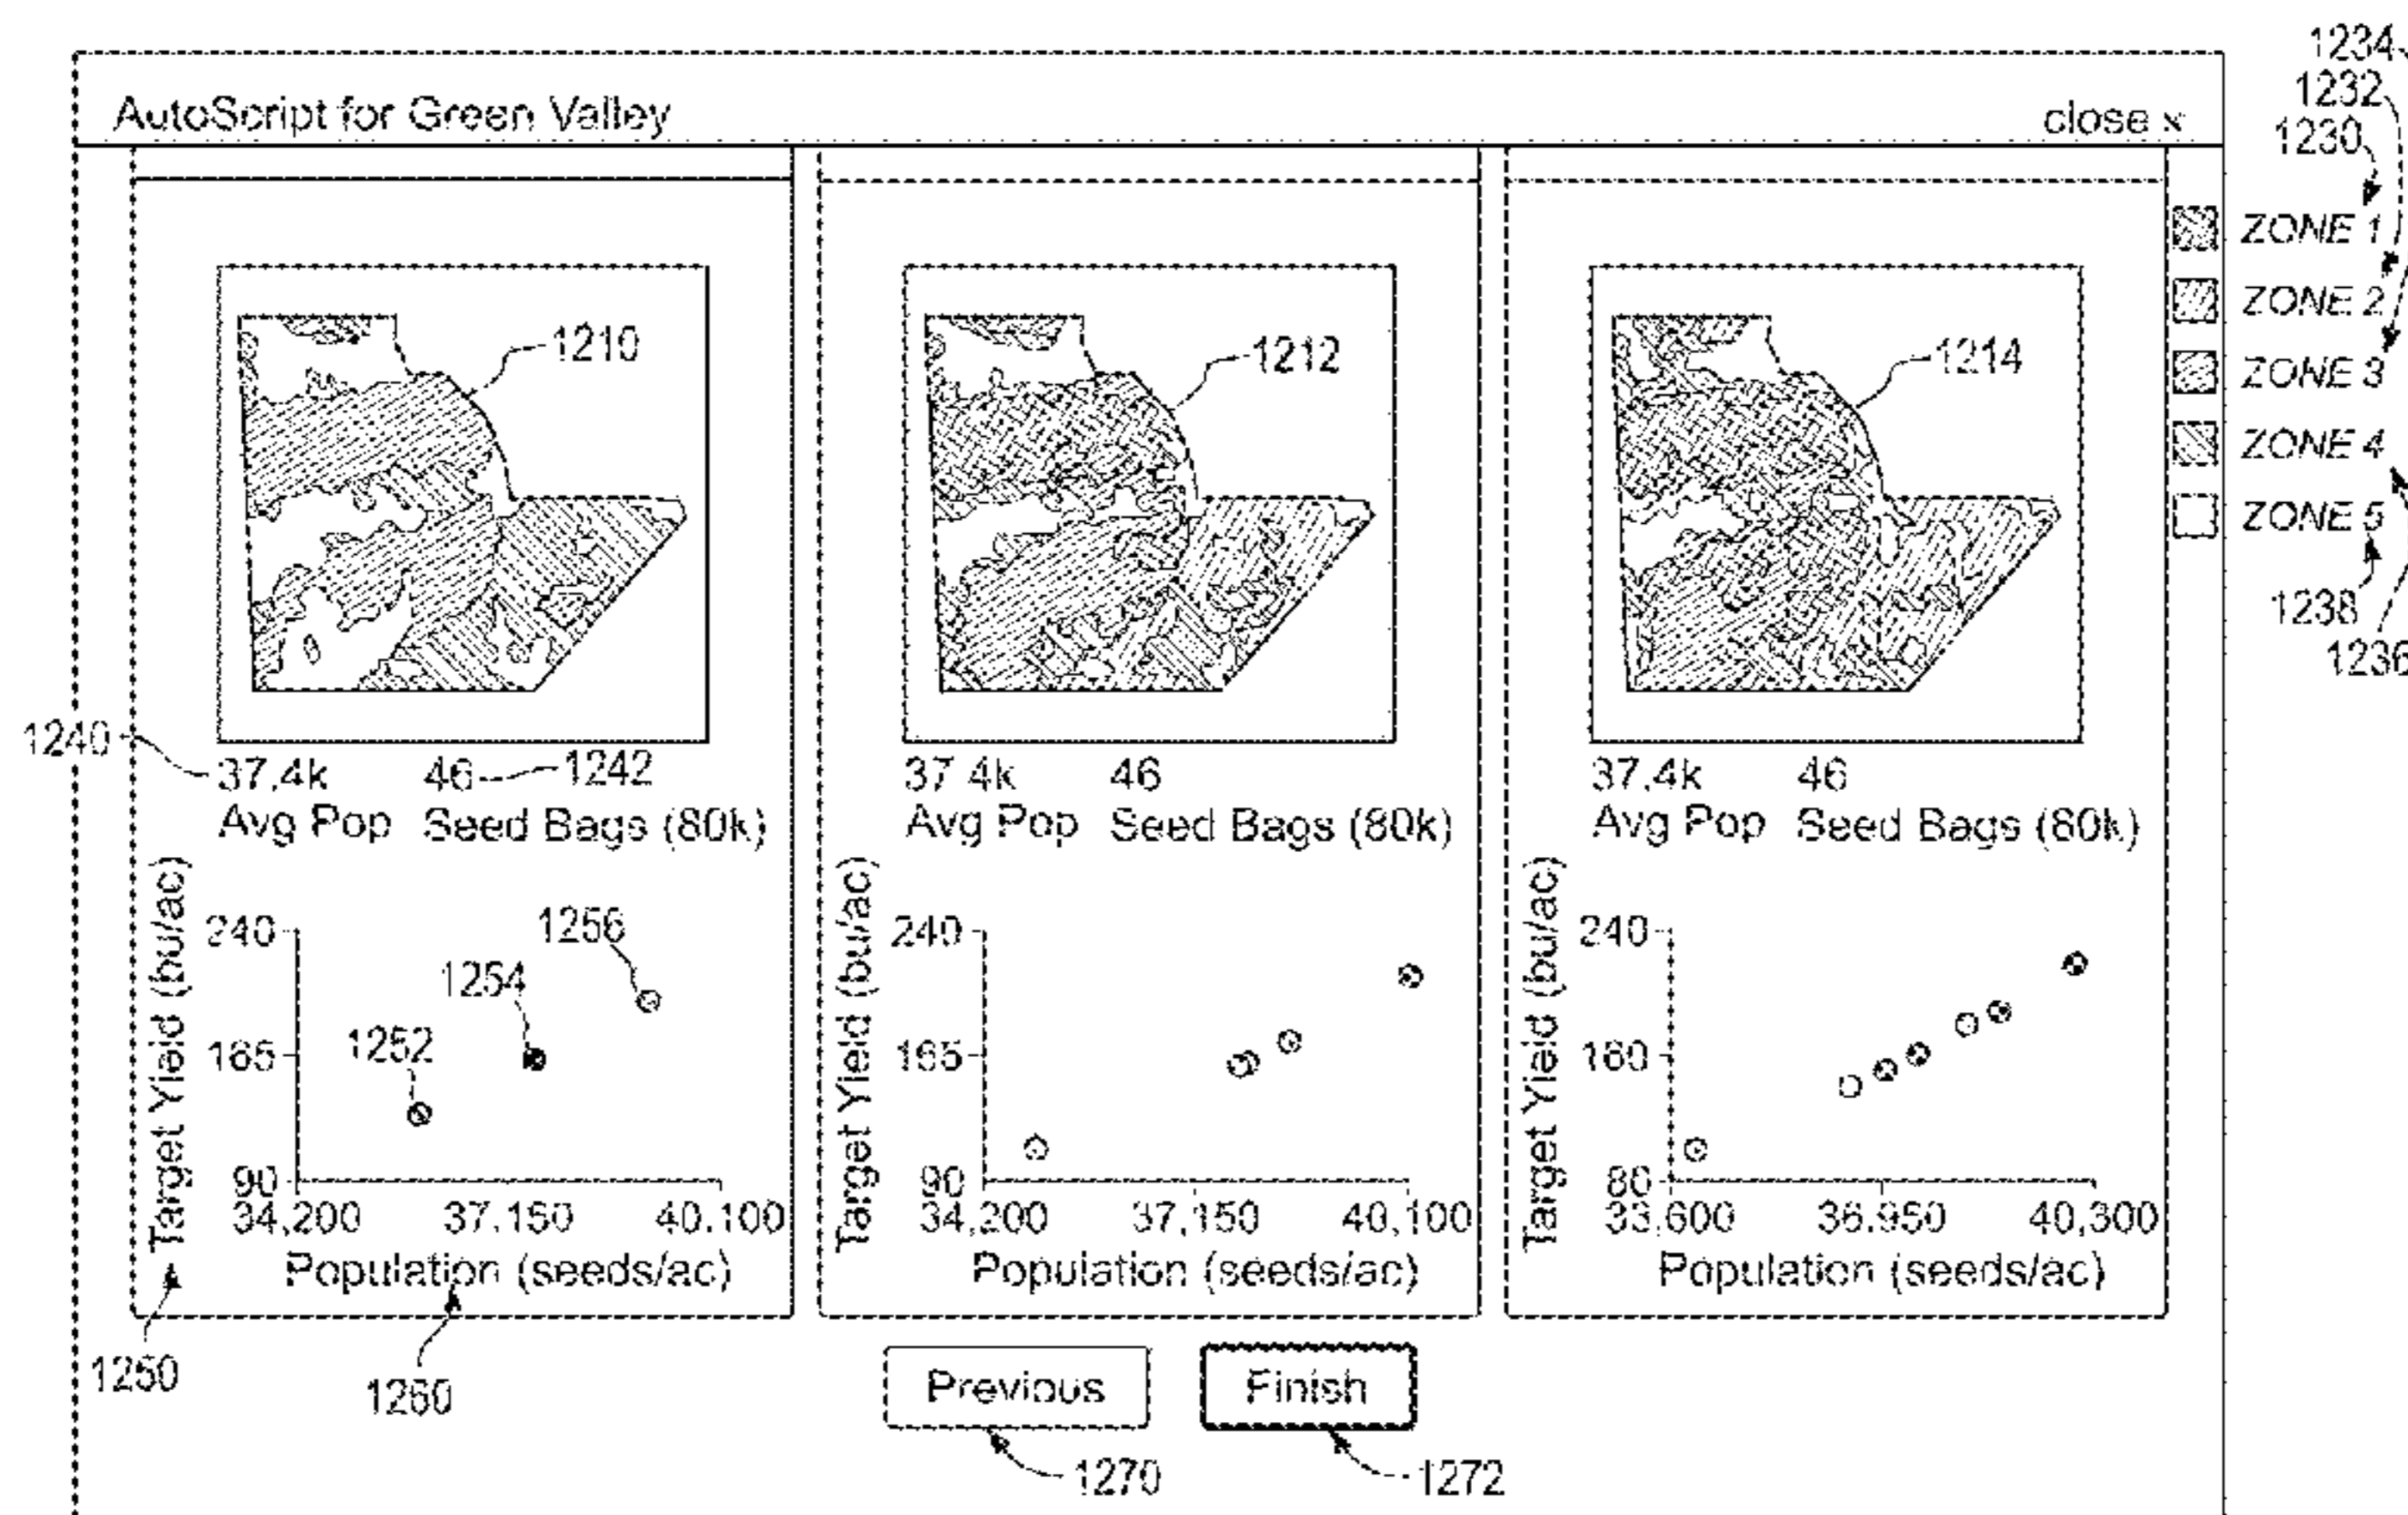 AutoScript for Green Valley
close ×
1234
1232
1230
ZONE 1
ZONE 2
ZONE 3
ZONE 4
ZONE 5
1238
1236
1210
1212
1214
1240
37.4k 46 1242
Avg Pop Seed Bags (80k)
37.4k 46
Avg Pop Seed Bags (80k)
37.4k 46
Avg Pop Seed Bags (80k)
Target Yield (bu/ac)
240
165
90
1252
1254
1256
34,200 37,150 40,100
Population (seeds/ac)
Target Yield (bu/ac)
240
165
90
34,200 37,150 40,100
Population (seeds/ac)
Target Yield (bu/ac)
240
160
80
33,600 36,950 40,300
Population (seeds/ac)
1250
1260
Previous
Finish
1270
1272